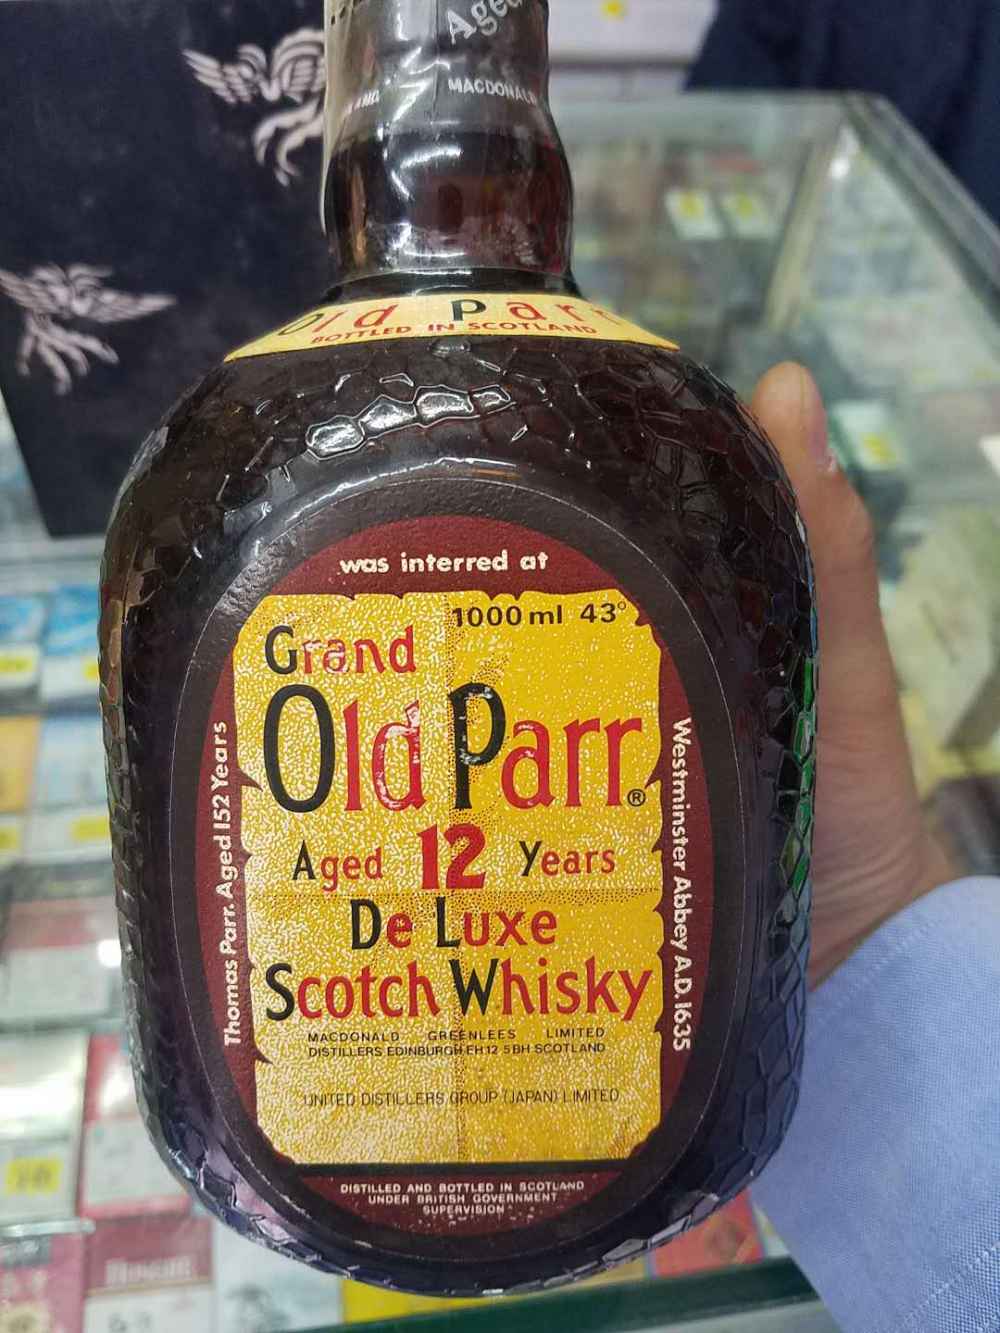 Aged
MACDONALD
Old Parr
BOTTLED IN SCOTLAND
was interred at
1000 ml 43°
Grand
Old Parr®
Aged 12 Years
De Luxe
Scotch Whisky
MACDONALD GREENLEES LIMITED
DISTILLERS EDINBURGH EH12 5BH SCOTLAND
UNITED DISTILLERS GROUP (JAPAN) LIMITED
Thomas Parr. Aged 152 Years
Westminster Abbey A.D. 1635
DISTILLED AND BOTTLED IN SCOTLAND
UNDER BRITISH GOVERNMENT
SUPERVISION